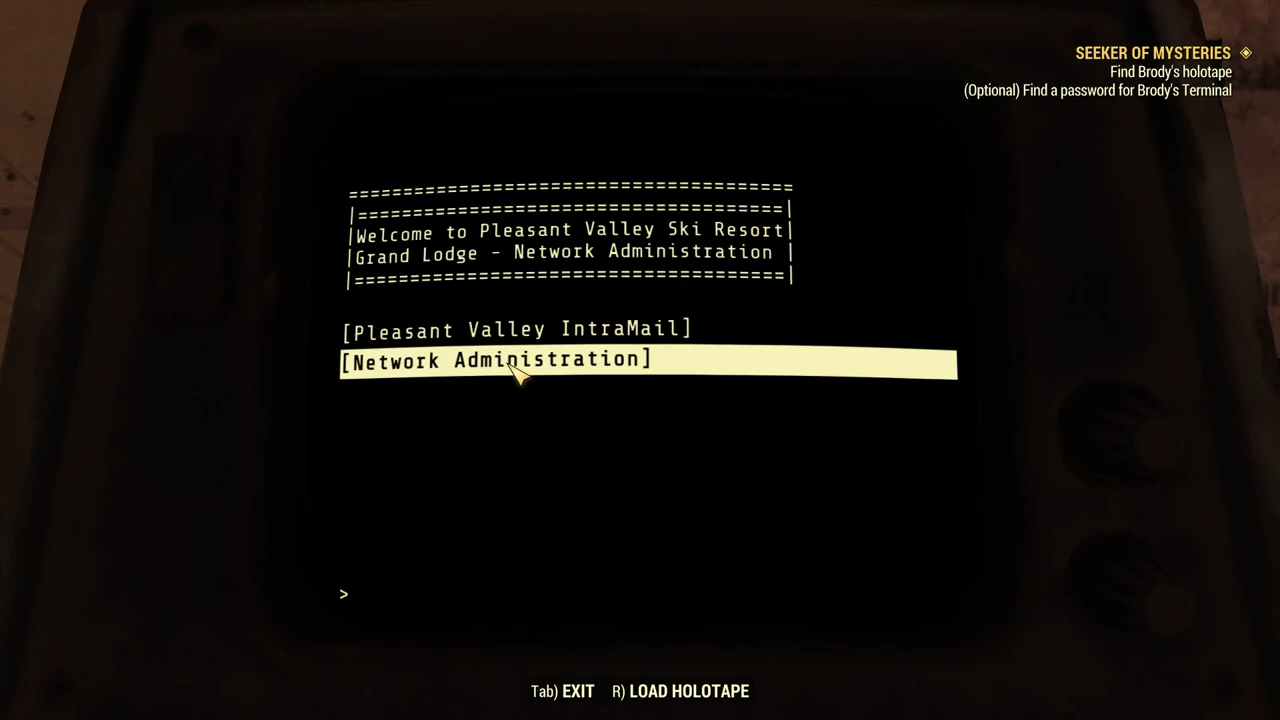 SEEKER OF MYSTERIES
Find Brody's holotape
(Optional) Find a password for Brody's Terminal
=======================================
|=====================================|
|Welcome to Pleasant Valley Ski Resort|
|Grand Lodge - Network Administration |
|=====================================|
[Pleasant Valley IntraMail]
[Network Administration]
>
Tab) EXIT R) LOAD HOLOTAPE